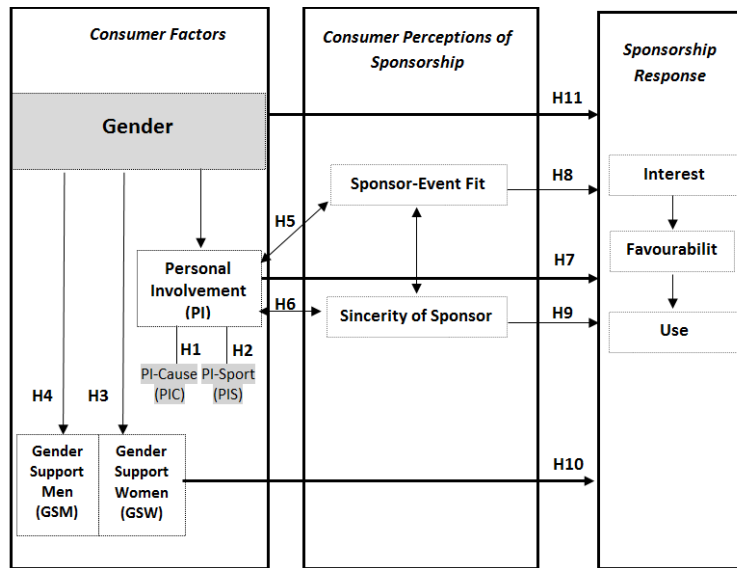 Consumer Factors
Consumer Perceptions of
Sponsorship
Sponsorship
Response
Gender
H11
Sponsor-Event Fit
H8
Interest
H5
Personal
Involvement
(PI)
H7
Favourabilit
H6
Sincerity of Sponsor
H9
Use
H1
H2
PI-Cause
(PIC)
PI-Sport
(PIS)
H4
H3
Gender
Support
Men
(GSM)
Gender
Support
Women
(GSW)
H10